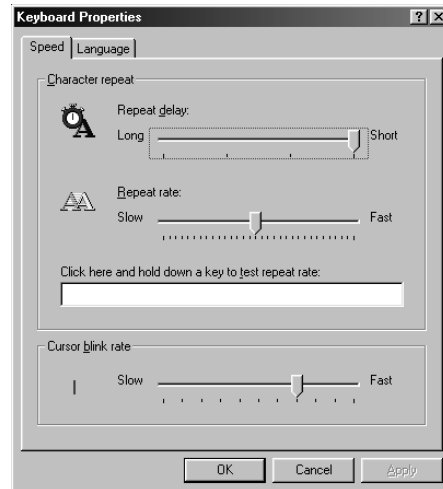 Keyboard Properties
Speed Language
Character repeat
Repeat delay:
Long Short
Repeat rate:
Slow Fast
Click here and hold down a key to test repeat rate:
Cursor blink rate
Slow Fast
OK Cancel Apply